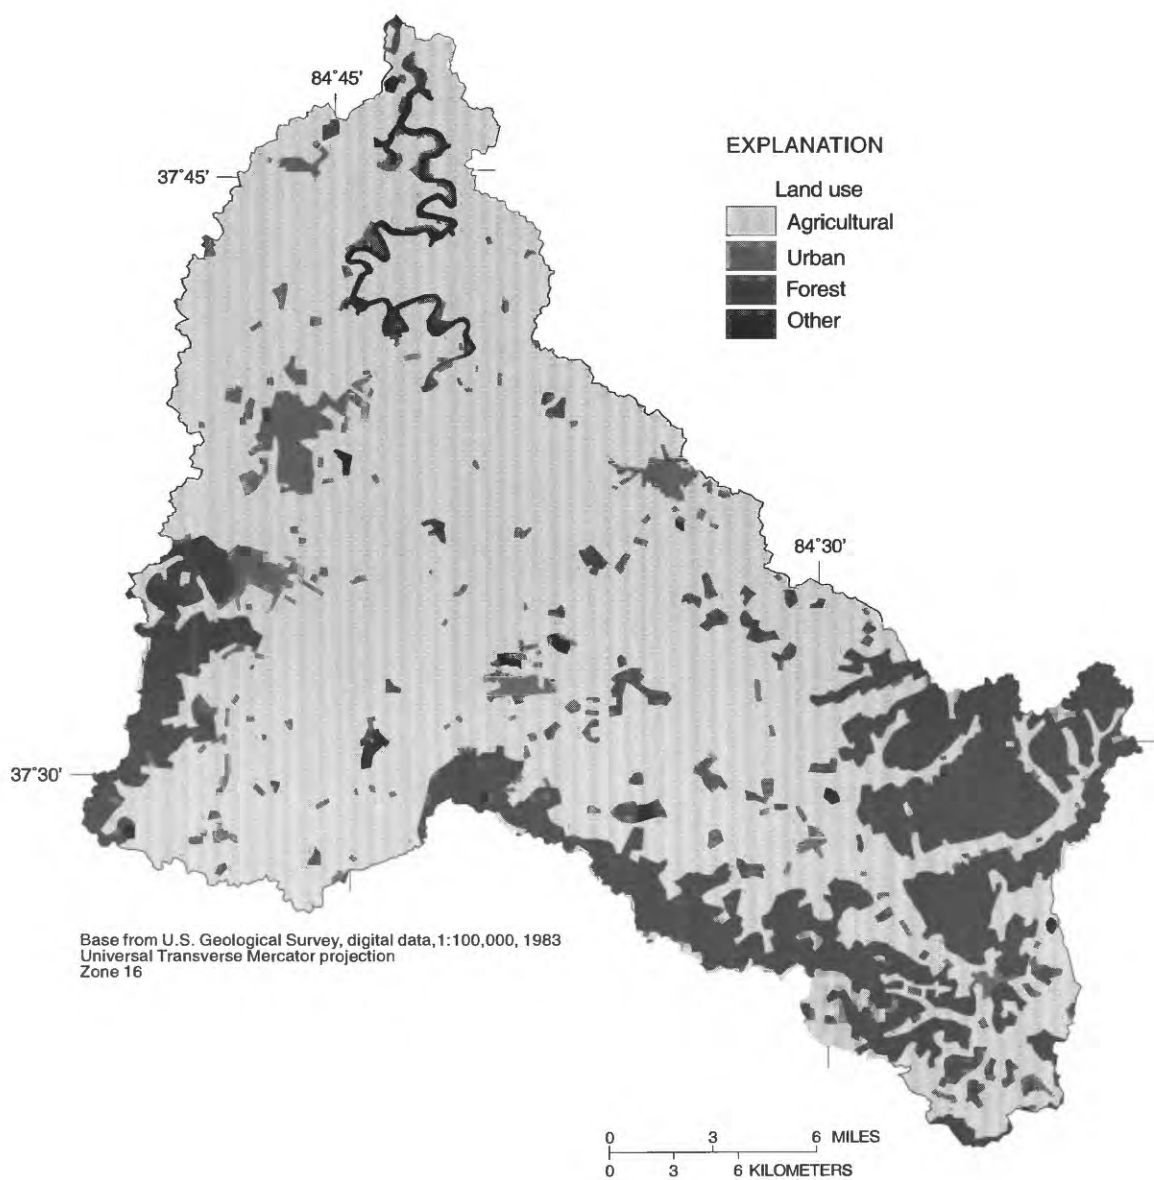 84°45'
37°45'
EXPLANATION
Land use
Agricultural
Urban
Forest
Other
84°30'
37°30'
Base from U.S. Geological Survey, digital data,1:100,000, 1983
Universal Transverse Mercator projection
Zone 16
0 3 6 MILES
0 3 6 KILOMETERS